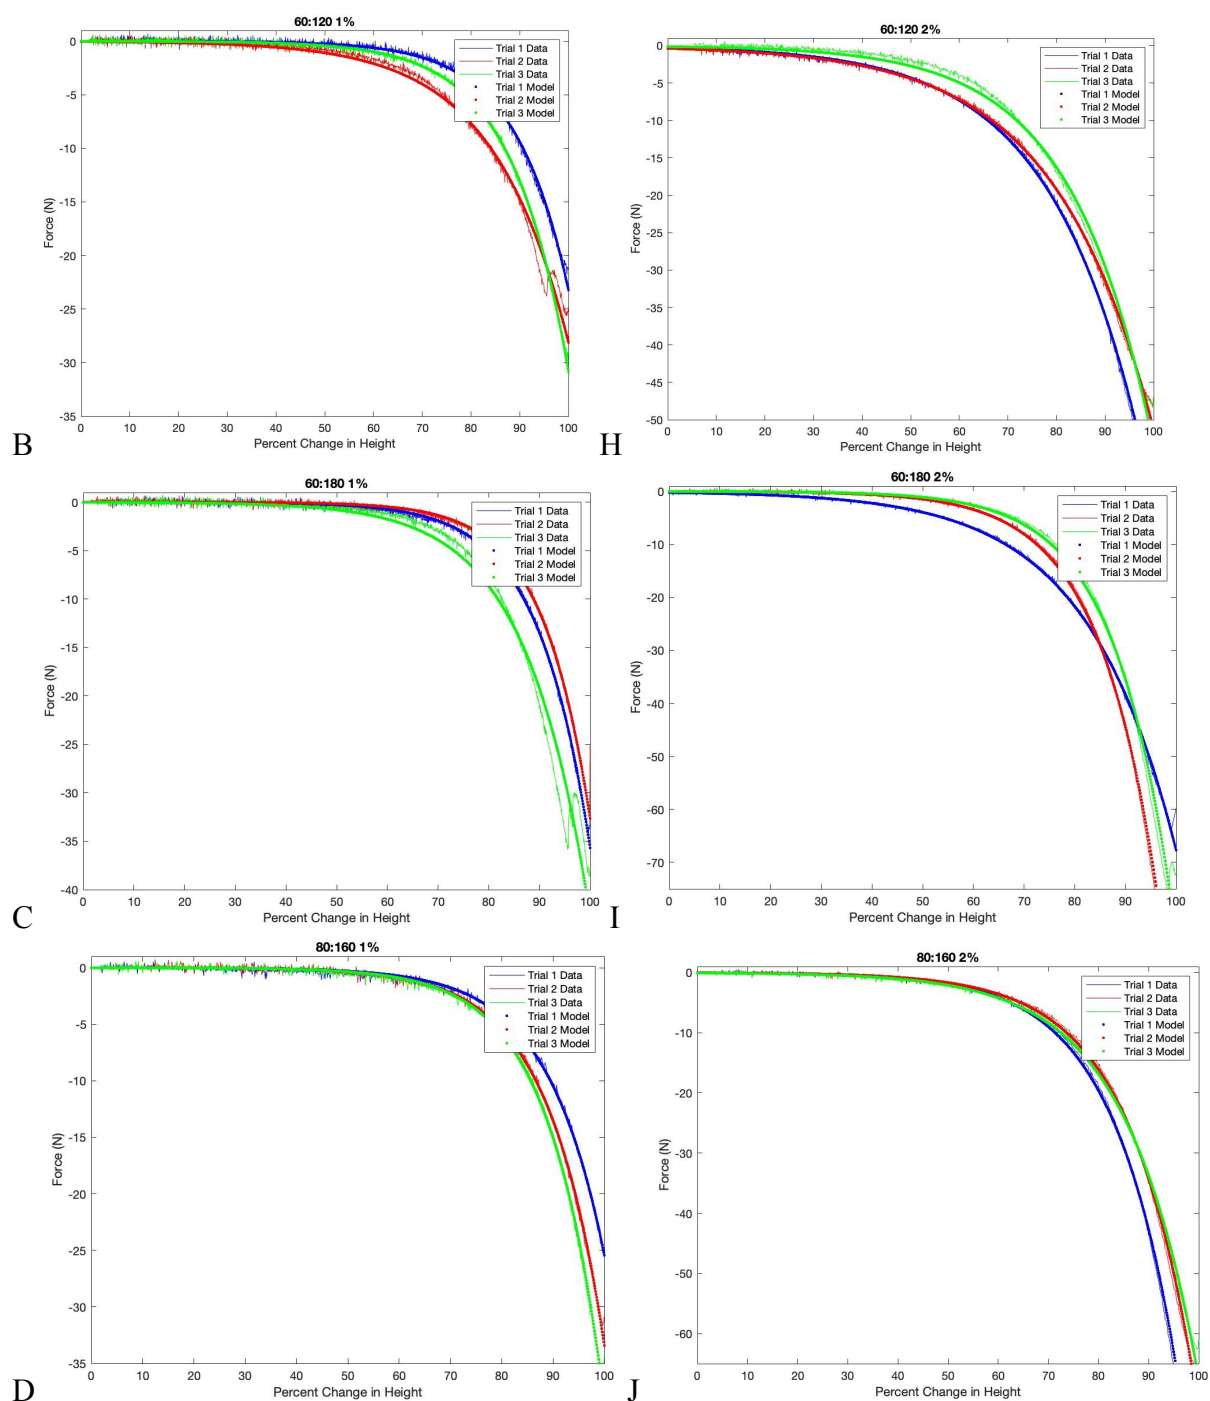 60:120 1%
0
-5
-10
-15
-20
-25
-30
-35
Force (N)
Trial 1 Data
Trial 2 Data
Trial 3 Data
Trial 1 Model
Trial 2 Model
Trial 3 Model
0 10 20 30 40 50 60 70 80 90 100
Percent Change in Height
B
60:120 2%
0
-5
-10
-15
-20
-25
-30
-35
-40
-45
-50
Force (N)
Trial 1 Data
Trial 2 Data
Trial 3 Data
Trial 1 Model
Trial 2 Model
Trial 3 Model
0 10 20 30 40 50 60 70 80 90 100
Percent Change in Height
H
60:180 1%
0
-5
-10
-15
-20
-25
-30
-35
-40
Force (N)
Trial 1 Data
Trial 2 Data
Trial 3 Data
Trial 1 Model
Trial 2 Model
Trial 3 Model
0 10 20 30 40 50 60 70 80 90 100
Percent Change in Height
C
60:180 2%
0
-10
-20
-30
-40
-50
-60
-70
Force (N)
Trial 1 Data
Trial 2 Data
Trial 3 Data
Trial 1 Model
Trial 2 Model
Trial 3 Model
0 10 20 30 40 50 60 70 80 90 100
Percent Change in Height
I
80:160 1%
0
-5
-10
-15
-20
-25
-30
-35
Force (N)
Trial 1 Data
Trial 2 Data
Trial 3 Data
Trial 1 Model
Trial 2 Model
Trial 3 Model
0 10 20 30 40 50 60 70 80 90 100
Percent Change in Height
D
80:160 2%
0
-10
-20
-30
-40
-50
-60
Force (N)
Trial 1 Data
Trial 2 Data
Trial 3 Data
Trial 1 Model
Trial 2 Model
Trial 3 Model
0 10 20 30 40 50 60 70 80 90 100
Percent Change in Height
J